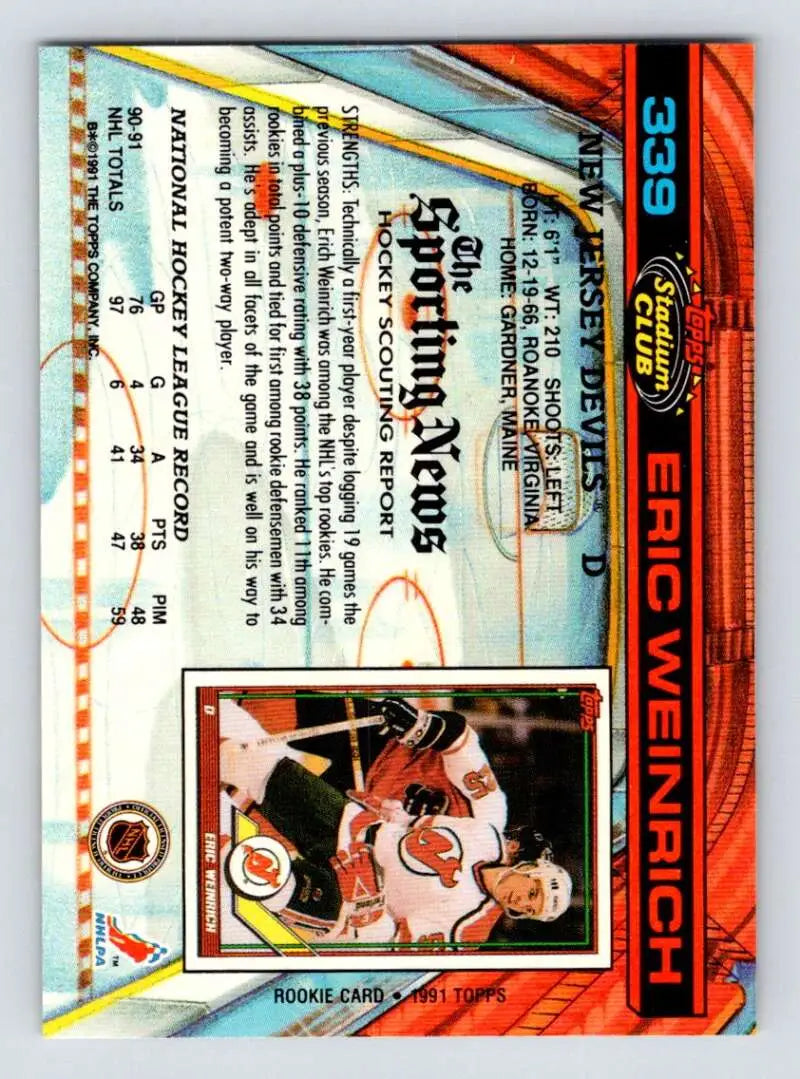 339
topps
Stadium
CLUB
ERIC WEINRICH
NEW JERSEY DEVILS® D
HT: 6'1" WT: 210 SHOOTS: LEFT
BORN: 12-19-66, ROANOKE, VIRGINIA
HOME: GARDNER, MAINE
The
Sporting News
HOCKEY SCOUTING REPORT
STRENGTHS: Technically a first-year player despite logging 19 games the
previous season, Erich Weinrich was among the NHL's top rookies. He com-
bined a plus-10 defensive rating with 38 points. He ranked 11th among
rookies in total points and tied for first among rookie defensemen with 34
assists. He's adept in all facets of the game and is well on his way to
becoming a potent two-way player.
NATIONAL HOCKEY LEAGUE RECORD
GP G A PTS PIM
90-91 76 4 34 38 48
NHL TOTALS 97 6 41 47 59
B*©1991 THE TOPPS COMPANY, INC.
topps
D
ERIC WEINRICH
ROOKIE CARD • 1991 TOPPS
NHL
NHLPA™